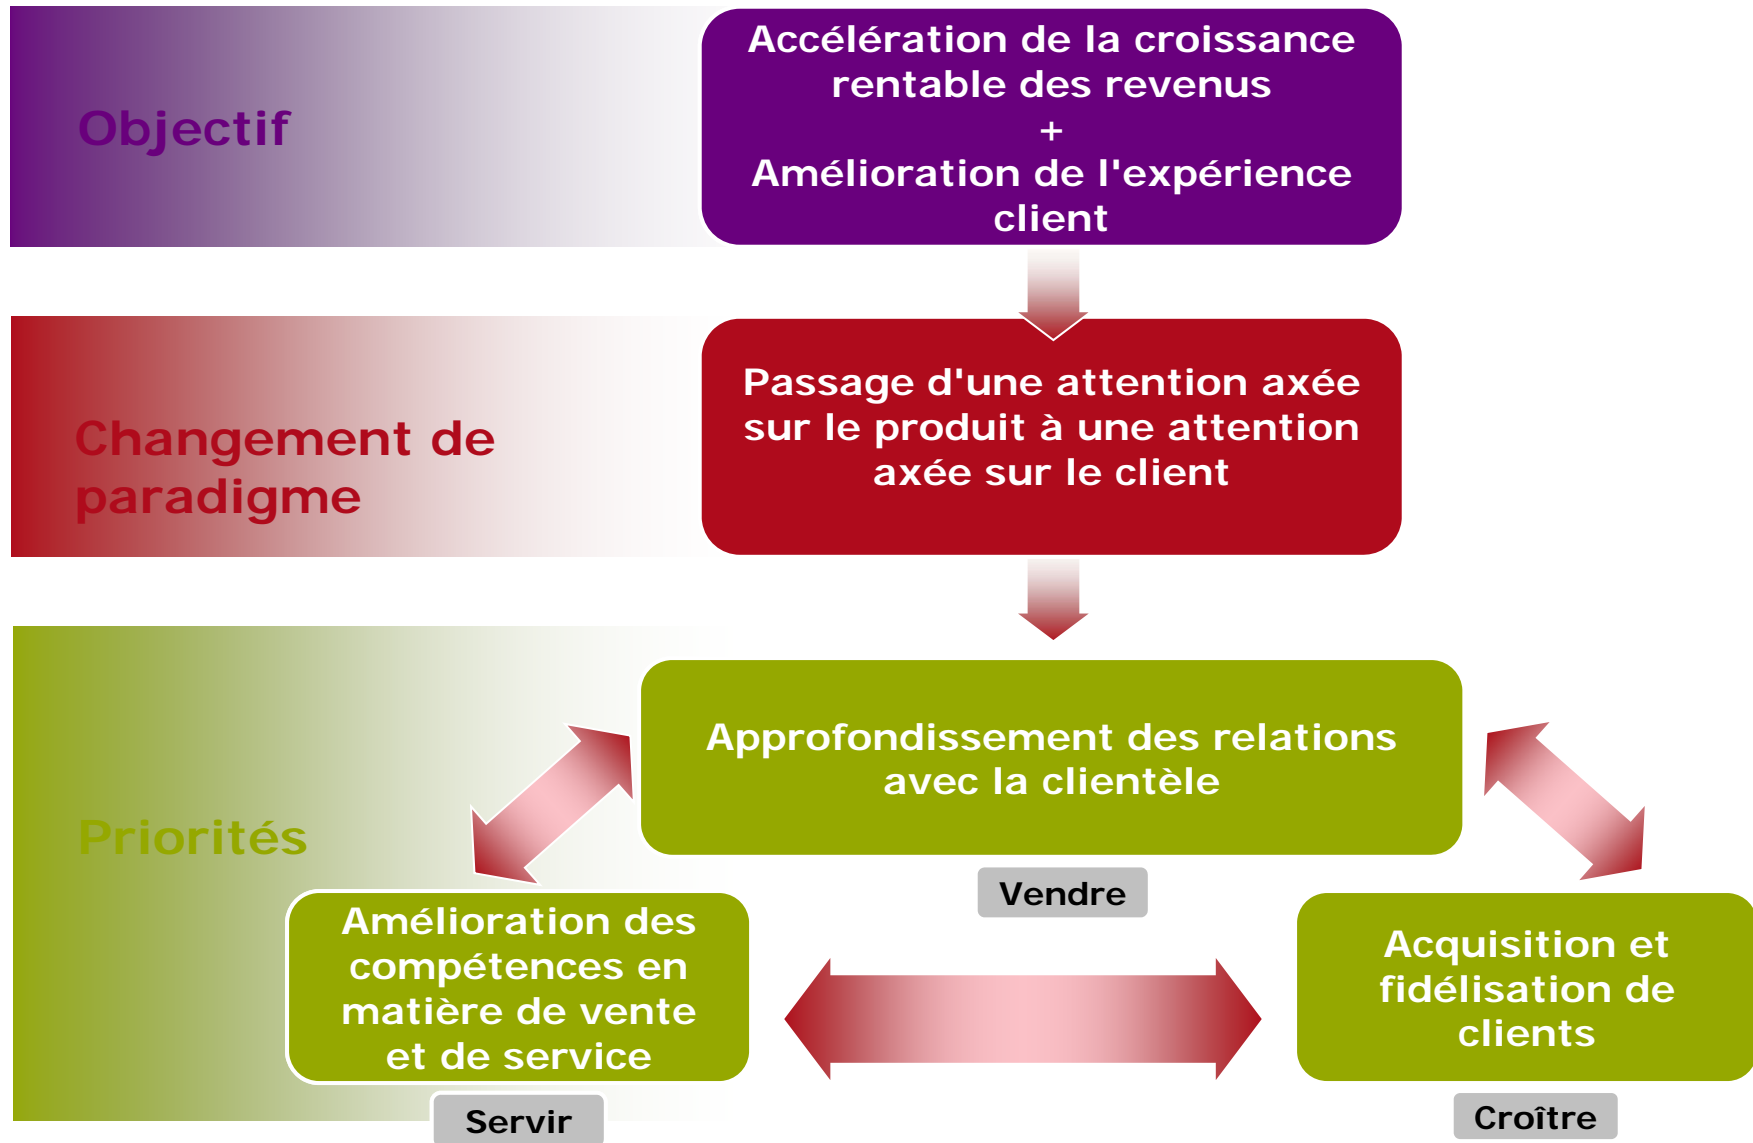 Objectif
Accélération de la croissance
rentable des revenus
+
Amélioration de l'expérience
client
Changement de
paradigme
Passage d'une attention axée
sur le produit à une attention
axée sur le client
Priorités
Approfondissement des relations
avec la clientèle
Vendre
Amélioration des
compétences en
matière de vente
et de service
Servir
Acquisition et
fidélisation de
clients
Croître